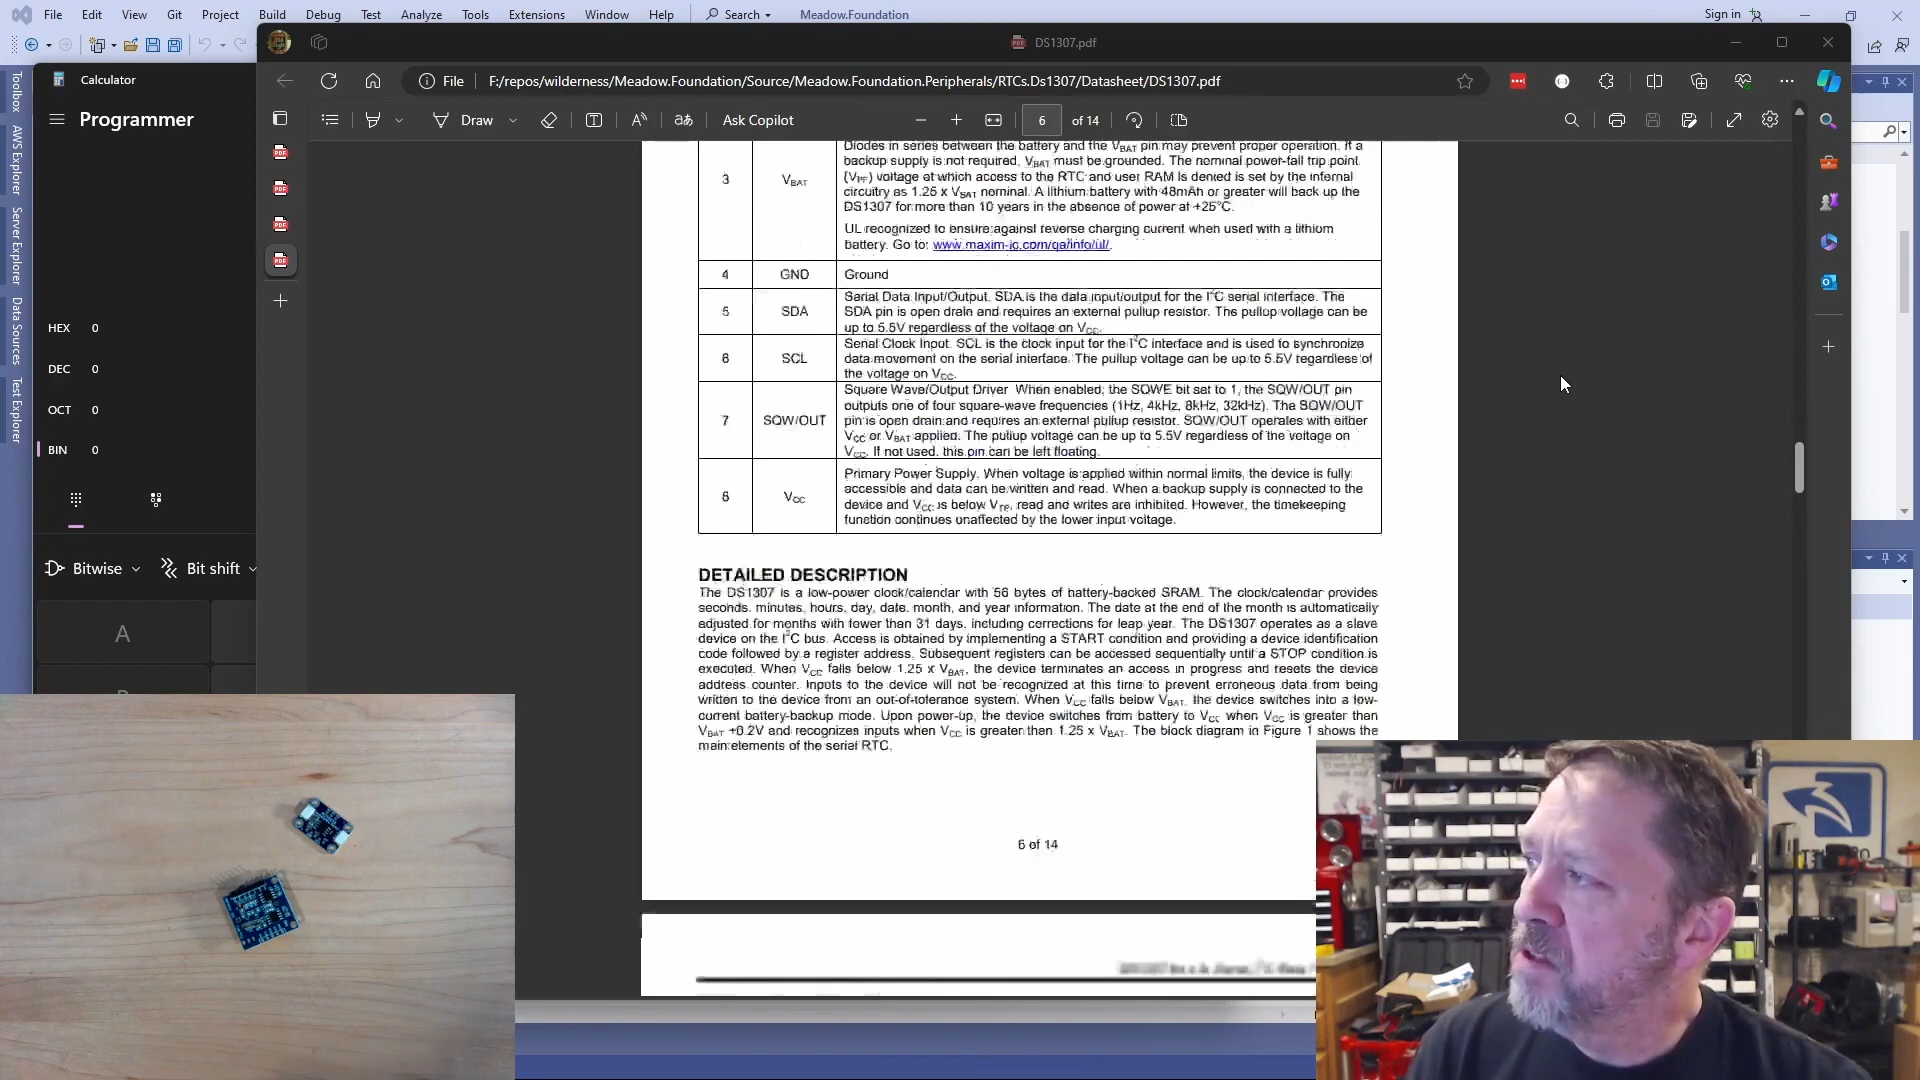 File Edit View Git Project Build Debug Test Analyze Tools Extensions Window Help Search Meadow.Foundation Sign in
DS1307.pdf
Calculator
File F:/repos/wilderness/Meadow.Foundation/Source/Meadow.Foundation.Peripherals/RTCs.Ds1307/Datasheet/DS1307.pdf
Programmer
Draw Ask Copilot 6 of 14
Toolbox
AWS Explorer
Server Explorer
Data Sources
Test Explorer
HEX 0
DEC 0
OCT 0
BIN 0
Bitwise Bit shift
A
3 VBAT
Diodes in series between the battery and the VBAT pin may prevent proper operation. If a
backup supply is not required, VBAT must be grounded. The nominal power-fail trip point
(VPF) voltage at which access to the RTC and user RAM is denied is set by the internal
circuitry as 1.25 x VBAT nominal. A lithium battery with 48mAh or greater will back up the
DS1307 for more than 10 years in the absence of power at +25°C.
UL recognized to ensure against reverse charging current when used with a lithium
battery. Go to: www.maxim-ic.com/qa/info/ul/.
4 GND Ground
5 SDA
Serial Data Input/Output. SDA is the data input/output for the I2C serial interface. The
SDA pin is open drain and requires an external pullup resistor. The pullup voltage can be
up to 5.5V regardless of the voltage on VCC.
6 SCL
Serial Clock Input. SCL is the clock input for the I2C interface and is used to synchronize
data movement on the serial interface. The pullup voltage can be up to 5.5V regardless of
the voltage on VCC.
7 SQW/OUT
Square Wave/Output Driver. When enabled, the SQWE bit set to 1, the SQW/OUT pin
outputs one of four square-wave frequencies (1Hz, 4kHz, 8kHz, 32kHz). The SQW/OUT
pin is open drain and requires an external pullup resistor. SQW/OUT operates with either
VCC or VBAT applied. The pullup voltage can be up to 5.5V regardless of the voltage on
VCC. If not used, this pin can be left floating.
8 VCC
Primary Power Supply. When voltage is applied within normal limits, the device is fully
accessible and data can be written and read. When a backup supply is connected to the
device and VCC is below VTP, read and writes are inhibited. However, the timekeeping
function continues unaffected by the lower input voltage.
DETAILED DESCRIPTION
The DS1307 is a low-power clock/calendar with 56 bytes of battery-backed SRAM. The clock/calendar provides
seconds, minutes, hours, day, date, month, and year information. The date at the end of the month is automatically
adjusted for months with fewer than 31 days, including corrections for leap year. The DS1307 operates as a slave
device on the I2C bus. Access is obtained by implementing a START condition and providing a device identification
code followed by a register address. Subsequent registers can be accessed sequentially until a STOP condition is
executed. When VCC falls below 1.25 x VBAT, the device terminates an access in progress and resets the device
address counter. Inputs to the device will not be recognized at this time to prevent erroneous data from being
written to the device from an out-of-tolerance system. When VCC falls below VBAT, the device switches into a low-
current battery-backup mode. Upon power-up, the device switches from battery to VCC when VCC is greater than
VBAT +0.2V and recognizes inputs when VCC is greater than 1.25 x VBAT. The block diagram in Figure 1 shows the
main elements of the serial RTC.
6 of 14